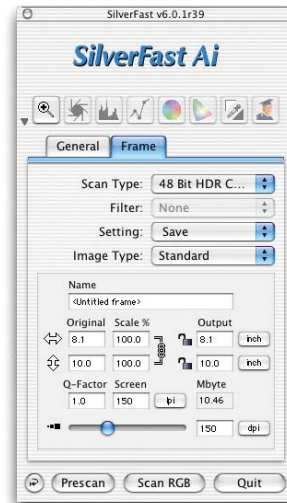 SilverFast v6.0.1r39
SilverFast Ai
General Frame
Scan Type: 48 Bit HDR C...
Filter: None
Setting: Save
Image Type: Standard
Name
<Untitled frame>
Original Scale % Output
8.1 100.0 8.1 inch
10.0 100.0 10.0 inch
Q-Factor Screen Mbyte
1.0 150 lpi 10.46
150 dpi
Prescan Scan RGB Quit